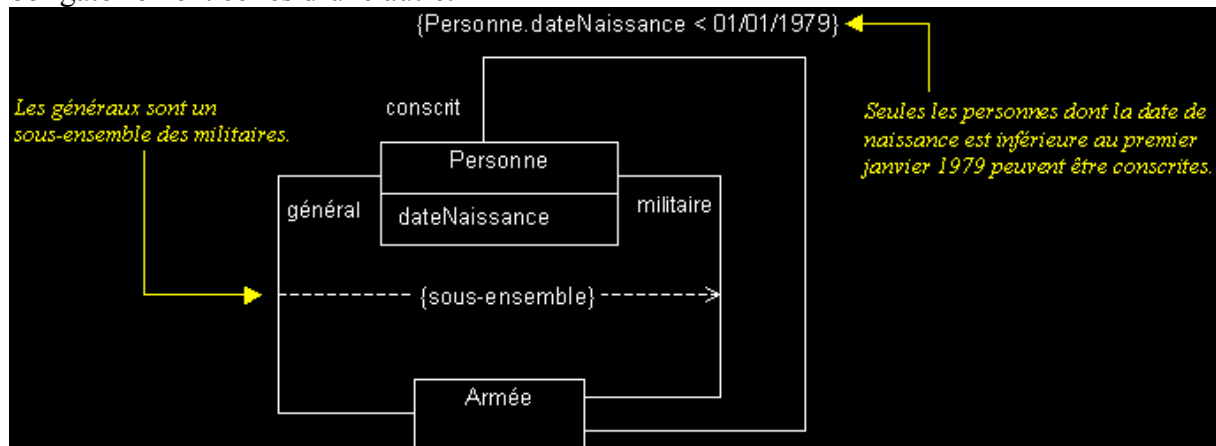 {Personne.dateNaissance < 01/01/1979}
Les généraux sont un
sous-ensemble des militaires.
conscrit
Seules les personnes dont la date de
naissance est inférieure au premier
janvier 1979 peuvent être conscrites.
Personne
général
dateNaissance
militaire
{sous-ensemble}
Armée